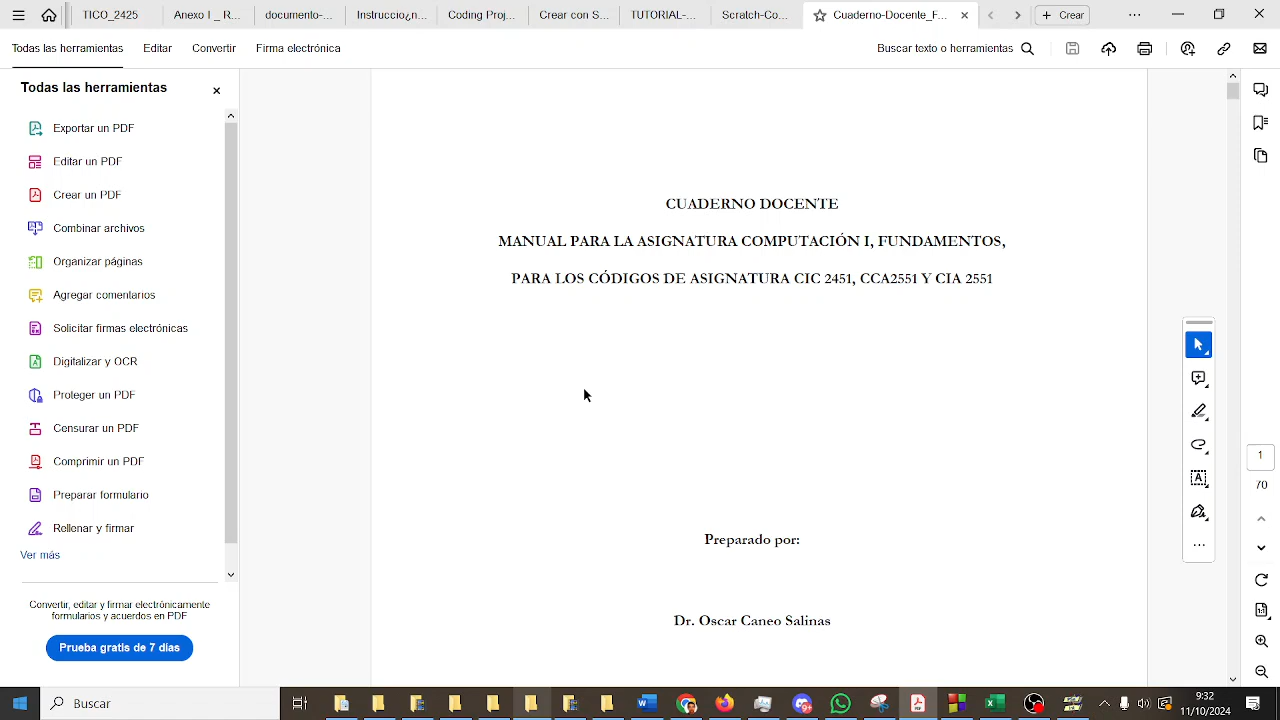 TICO_2425
Anexo I _ R...
documento-...
Instrucci¿n...
Coding Proj...
Crear con S...
TUTORIAL-...
Scratch-Co...
Cuaderno-Docente_F...
Crear
Todas las herramientas
Editar
Convertir
Firma electrónica
Buscar texto o herramientas
Todas las herramientas
Exportar un PDF
Editar un PDF
Crear un PDF
Combinar archivos
Organizar páginas
Agregar comentarios
Solicitar firmas electrónicas
Digitalizar y OCR
Proteger un PDF
Censurar un PDF
Comprimir un PDF
Preparar formulario
Rellenar y firmar
Ver más
Convertir, editar y firmar electrónicamente
formularios y acuerdos en PDF
Prueba gratis de 7 días
CUADERNO DOCENTE
MANUAL PARA LA ASIGNATURA COMPUTACIÓN I, FUNDAMENTOS,
PARA LOS CÓDIGOS DE ASIGNATURA CIC 2451, CCA2551 Y CIA 2551
Preparado por:
Dr. Oscar Caneo Salinas
1
70
Buscar
9:32
11/10/2024